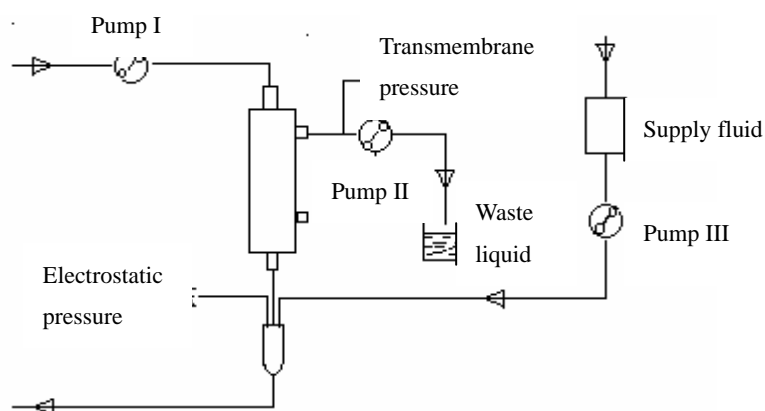 Pump I
Transmembrane
pressure
Supply fluid
Pump II
Waste
liquid
Pump III
Electrostatic
pressure